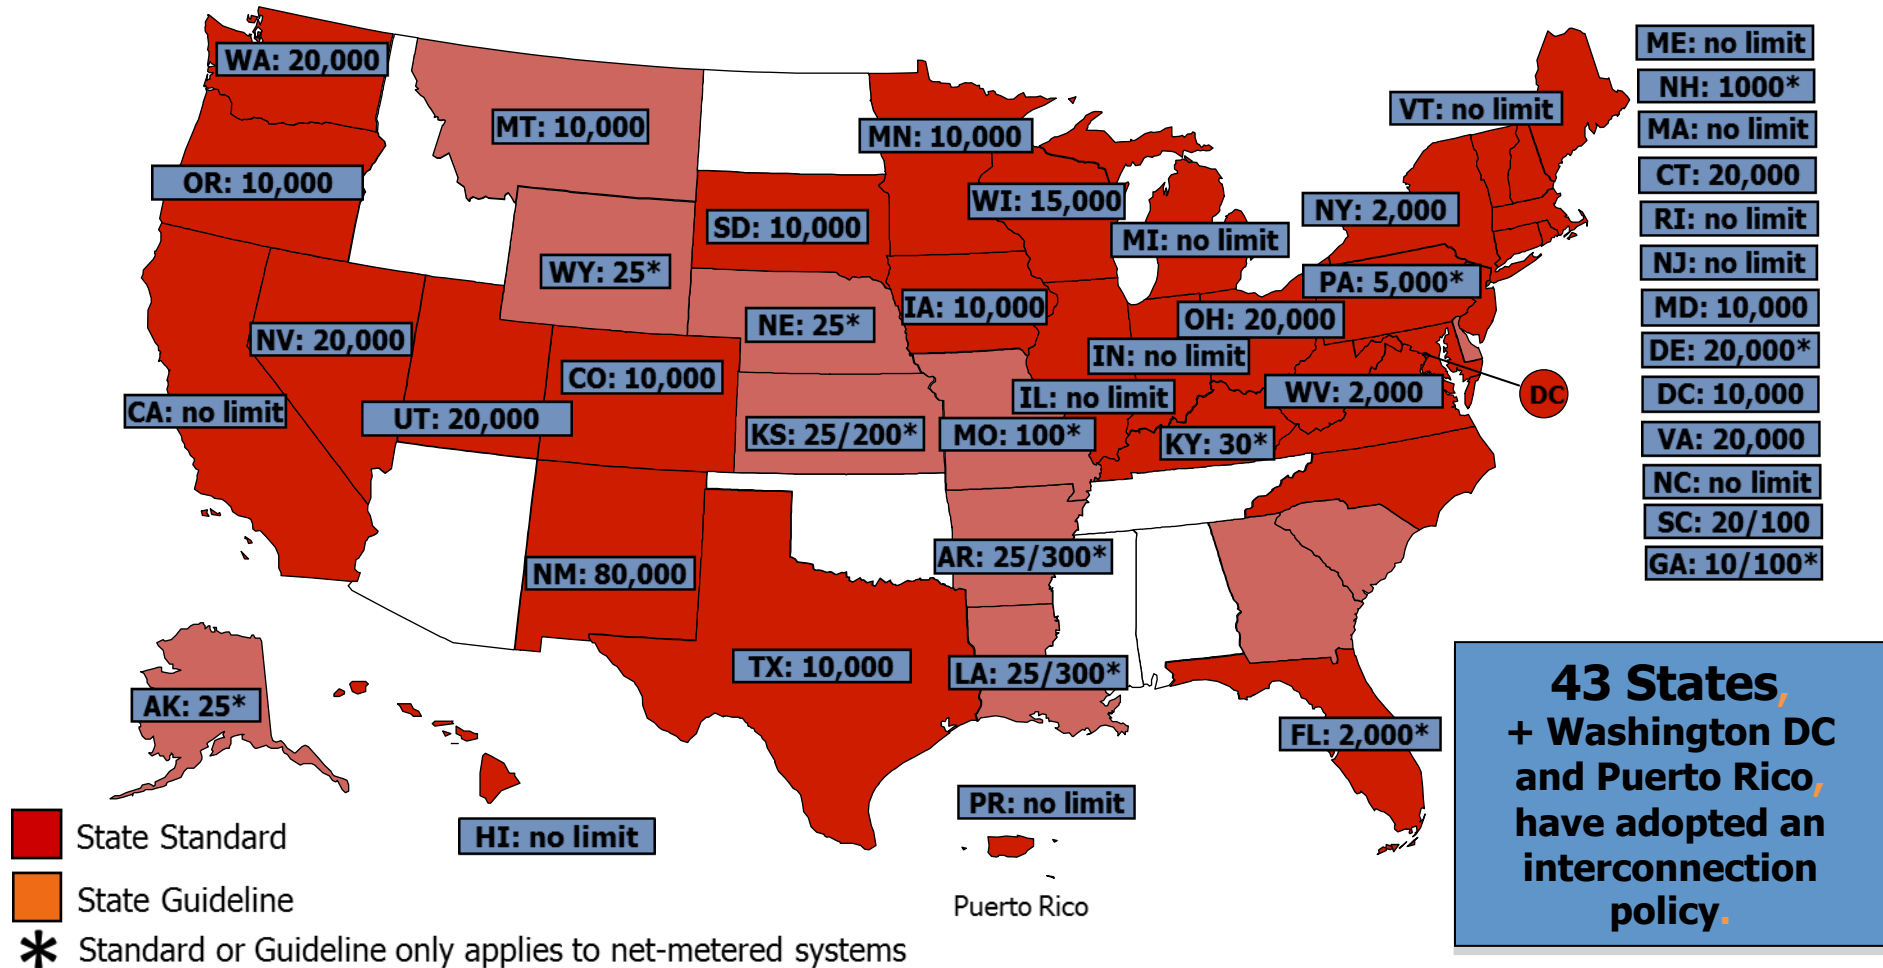 WA: 20,000
MT: 10,000
MN: 10,000
VT: no limit
ME: no limit
NH: 1000*
MA: no limit
CT: 20,000
RI: no limit
NJ: no limit
MD: 10,000
DE: 20,000*
DC: 10,000
VA: 20,000
NC: no limit
SC: 20/100
GA: 10/100*
OR: 10,000
SD: 10,000
WI: 15,000
MI: no limit
NY: 2,000
WY: 25*
PA: 5,000*
NV: 20,000
NE: 25*
IA: 10,000
OH: 20,000
IN: no limit
CO: 10,000
IL: no limit
WV: 2,000
DC
CA: no limit
UT: 20,000
KS: 25/200*
MO: 100*
KY: 30*
NM: 80,000
AR: 25/300*
TX: 10,000
LA: 25/300*
AK: 25*
FL: 2,000*
HI: no limit
PR: no limit
Puerto Rico
43 States,
+ Washington DC
and Puerto Rico,
have adopted an
interconnection
policy.
State Standard
State Guideline
* Standard or Guideline only applies to net-metered systems